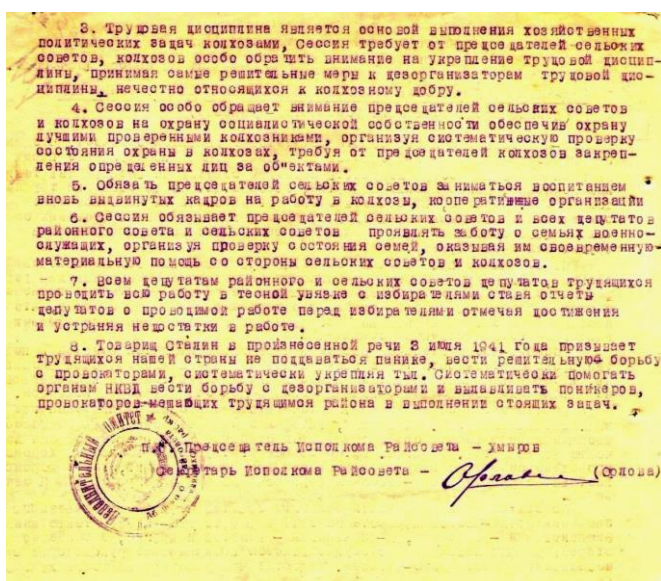 3. Трудовая дисциплина является основой выполнения хозяйственных
политических задач колхозами, Сессия требует от председателей сельских
советов, колхозов особо обратить внимание на укрепление трудовой дисцип-
лины, принимая самые решительные меры к дезорганизаторам трудовой дис-
циплины, нечестно относящихся к колхозному добру.
4. Сессия особо обращает внимание председателей сельских советов
и колхозов на охрану социалистической собственности обеспечив охрану
лучшими проверенными колхозниками, организуя систематическую проверку
состояния охраны в колхозах, требуя от председателей колхозов закреп-
ления определенных лиц за об"ектами.
5. Обязать председателей сельских советов заниматься воспитанием
вновь выдвинутых кадров на работу в колхозы, кооперативные организации
6. Сессия обязывает председателей сельских советов и всех депутатов
районного совета и сельских советов проявлять заботу о семьях военно-
служащих, организуя проверку состояния семей, оказывая им своевременную
материальную помощь со стороны сельских советов и колхозов.
7. Всем депутатам районного и сельских советов депутатов трудящихся
проводить всю работу в тесной увязке с избирателями ставя отчеты
депутатов о проводимой работе перед избирателями отмечая достижения
и устраняя недостатки в работе.
8. Товарищ Сталин в произнесенной речи 3 июля 1941 года призывает
трудящихся нашей страны не поддаваться панике, вести решительную борьбу
с провокаторами, систематически укрепляя тыл. Систематически помогать
органам НКВД вести борьбу с дезорганизаторами и вылавливать поникеров,
провокаторов мешающих трудящимся района в выполнении стоящих задач.
Председатель Исполкома Райсовета - Хмыров
Секретарь Исполкома Райсовета - Орлова (Орлова)